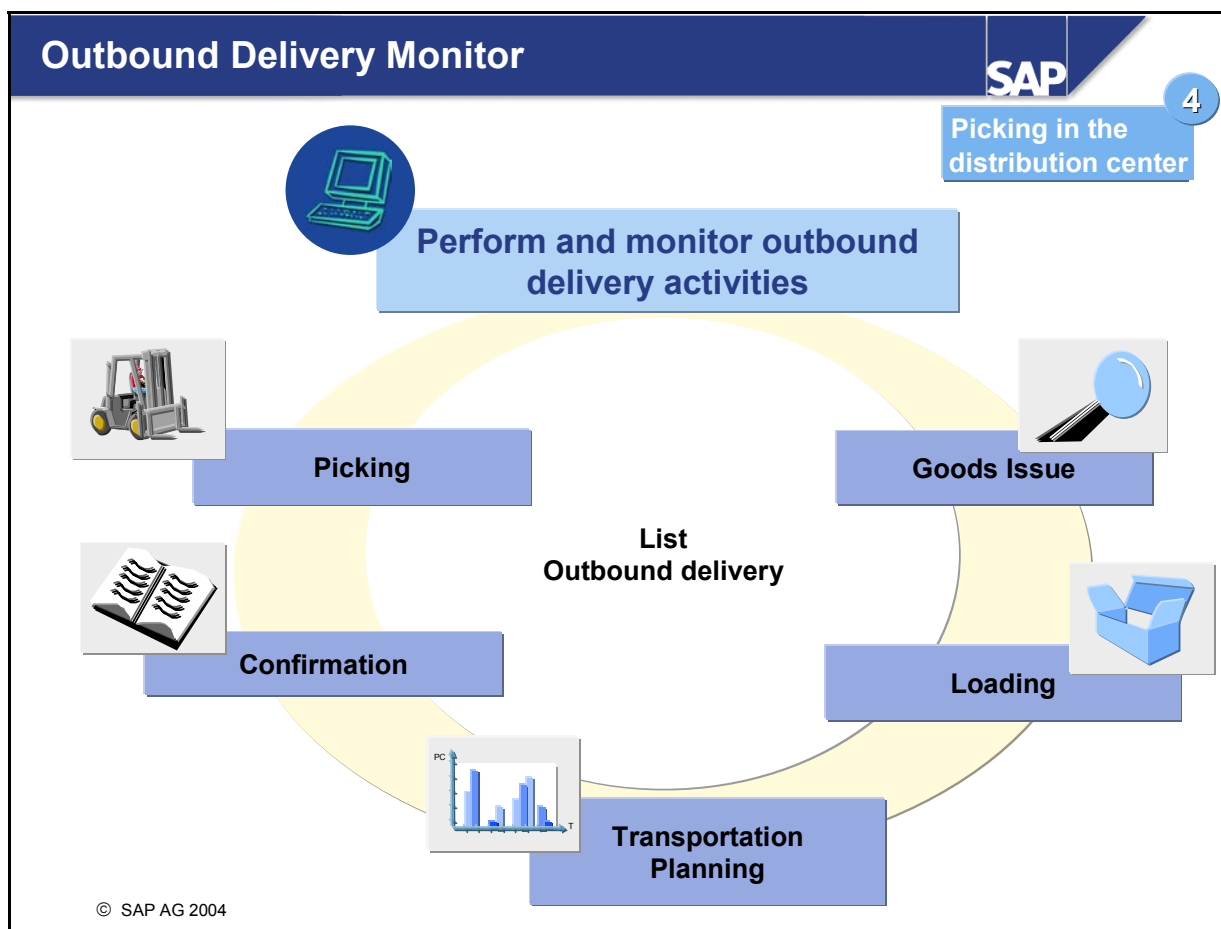 Outbound Delivery Monitor
SAP
4
Picking in the
distribution center
Perform and monitor outbound
delivery activities
Picking
Goods Issue
List
Outbound delivery
Confirmation
Loading
PC
T
Transportation
Planning
© SAP AG 2004